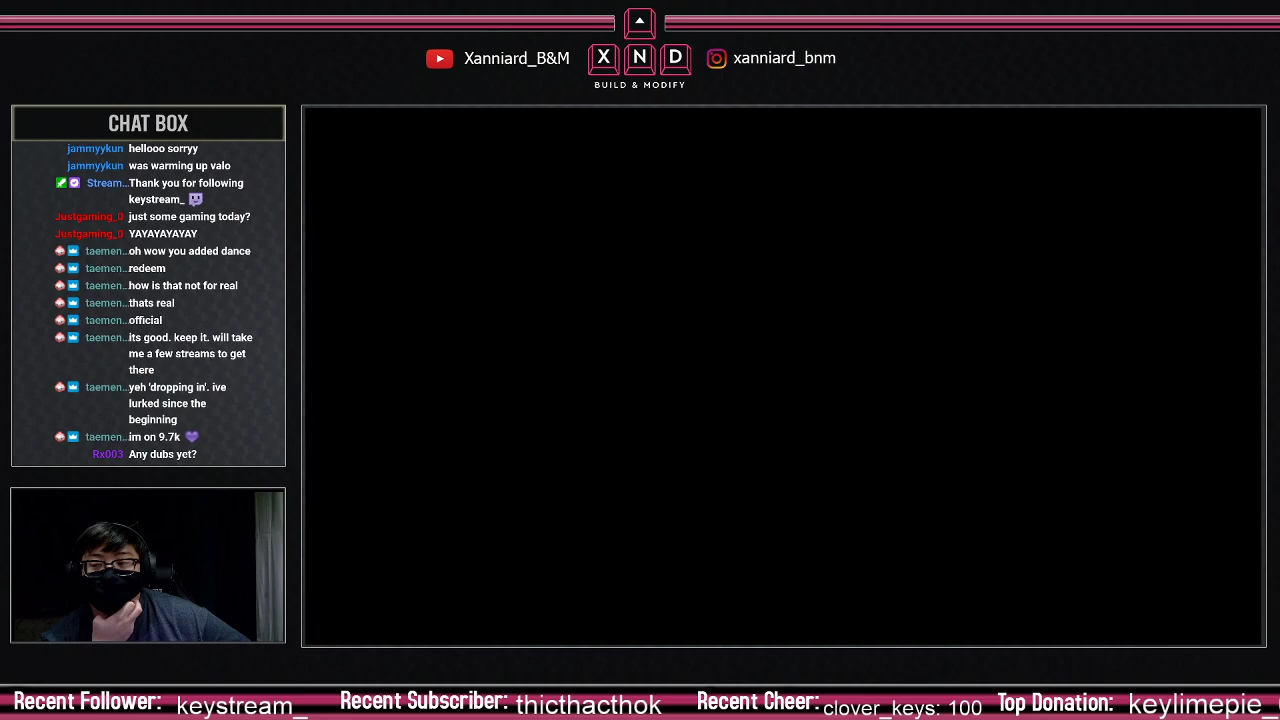 Xanniard_B&M
X N D
BUILD & MODIFY
xanniard_bnm
CHAT BOX
jammyykun hellooo sorryy
jammyykun was warming up valo
Stream... Thank you for following
keystream_
Justgaming_0 just some gaming today?
Justgaming_0 YAYAYAYAYAY
taemen... oh wow you added dance
taemen... redeem
taemen... how is that not for real
taemen... thats real
taemen... official
taemen... its good. keep it. will take
me a few streams to get
there
taemen... yeh 'dropping in'. ive
lurked since the
beginning
taemen... im on 9.7k
Rx003 Any dubs yet?
Recent Follower: keystream_ Recent Subscriber: thicthacthok Recent Cheer: clover_keys: 100 Top Donation: keylimepie_